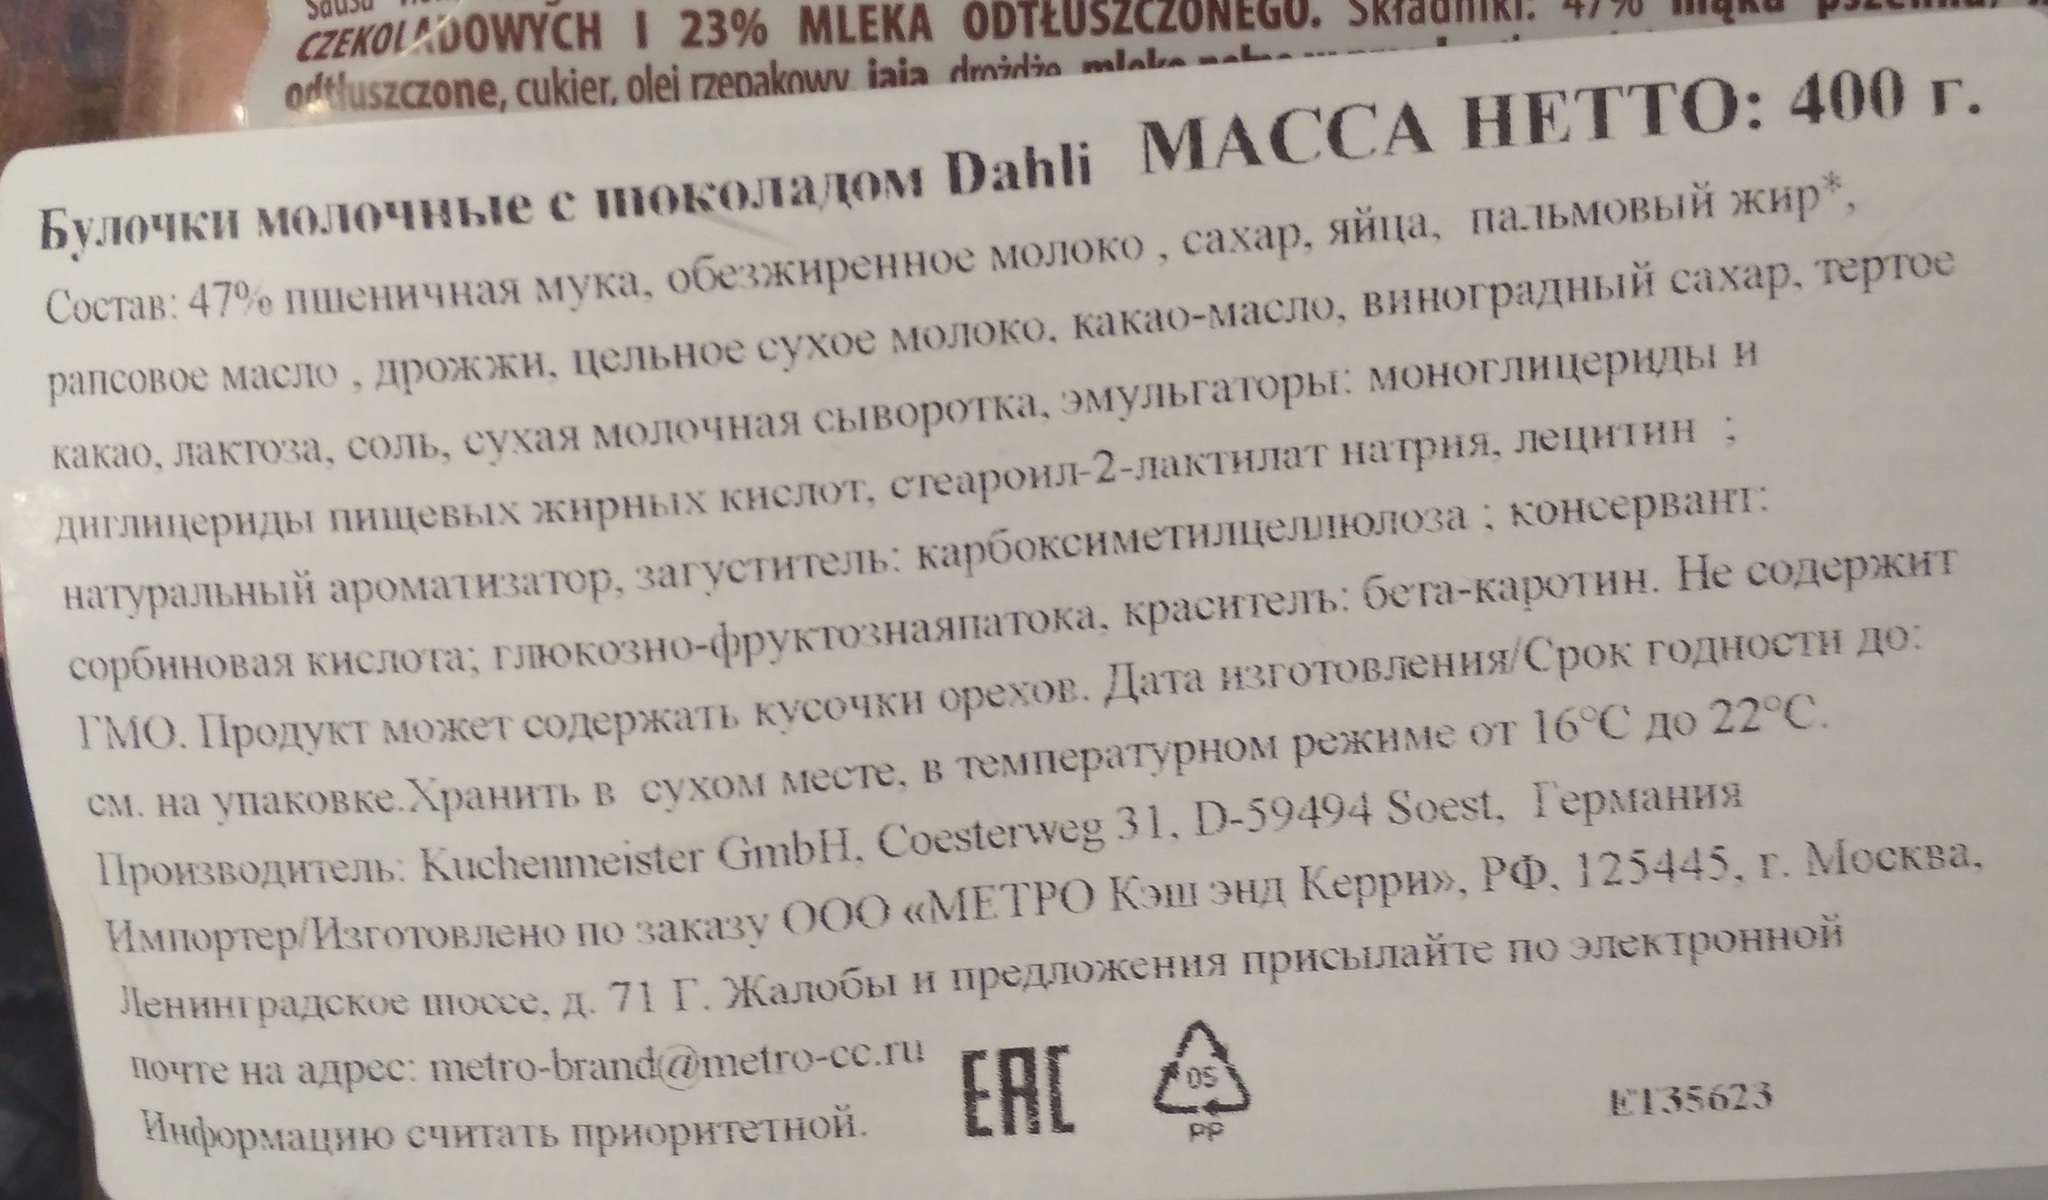 CZEKOLADOWYCH I 23% MLEKA ODTŁUSZCZONEGO. Składniki: 47% mąka pszenna,
odtłuszczone, cukier, olej rzepakowy, jaja, drożdże, mleko pełne w
Булочки молочные с шоколадом Dahli МАССА НЕТТО: 400 г.
Состав: 47% пшеничная мука, обезжиренное молоко , сахар, яйца, пальмовый жир*,
рапсовое масло , дрожжи, цельное сухое молоко, какао-масло, виноградный сахар, тертое
какао, лактоза, соль, сухая молочная сыворотка, эмульгаторы: моноглицериды и
диглицериды пищевых жирных кислот, стеароил-2-лактилат натрия, лецитин ;
натуральный ароматизатор, загуститель: карбоксиметилцеллюлоза ; консервант:
сорбиновая кислота; глюкозно-фруктознаяпатока, краситель: бета-каротин. Не содержит
ГМО. Продукт может содержать кусочки орехов. Дата изготовления/Срок годности до:
см. на упаковке.Хранить в сухом месте, в температурном режиме от 16°С до 22°С.
Производитель: Kuchenmeister GmbH, Coesterweg 31, D-59494 Soest, Германия
Импортер/Изготовлено по заказу ООО «МЕТРО Кэш энд Керри», РФ, 125445, г. Москва,
Ленинградское шоссе, д. 71 Г. Жалобы и предложения присылайте по электронной
почте на адрес: metro-brand@metro-cc.ru
Информацию считать приоритетной.
EAC
05
PP
ET35623